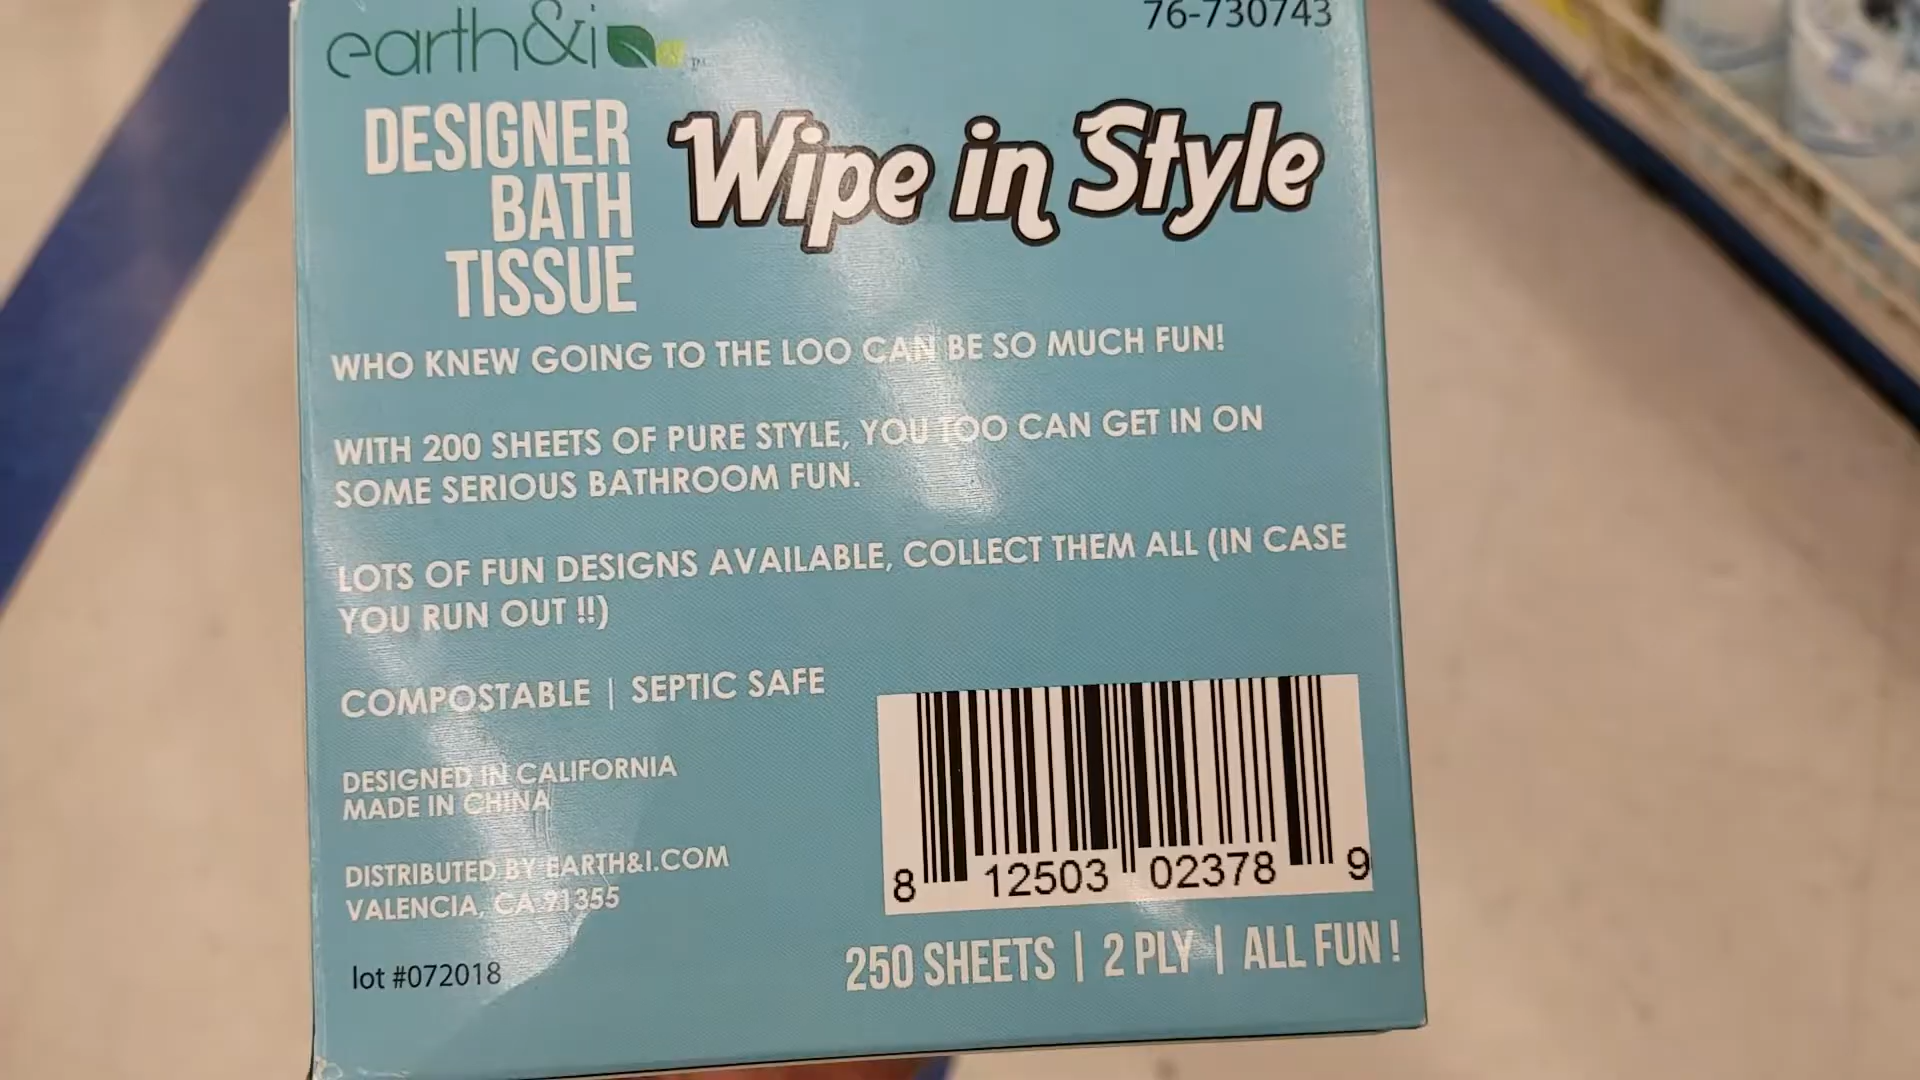 earth&i
76-730743
DESIGNER
BATH
TISSUE
Wipe in Style
WHO KNEW GOING TO THE LOO CAN BE SO MUCH FUN!
WITH 200 SHEETS OF PURE STYLE, YOU TOO CAN GET IN ON
SOME SERIOUS BATHROOM FUN.
LOTS OF FUN DESIGNS AVAILABLE, COLLECT THEM ALL (IN CASE
YOU RUN OUT !!)
COMPOSTABLE | SEPTIC SAFE
DESIGNED IN CALIFORNIA
MADE IN CHINA
DISTRIBUTED BY EARTH&I.COM
VALENCIA, CA 91355
8 12503 02378 9
lot #072018
250 SHEETS | 2 PLY | ALL FUN !